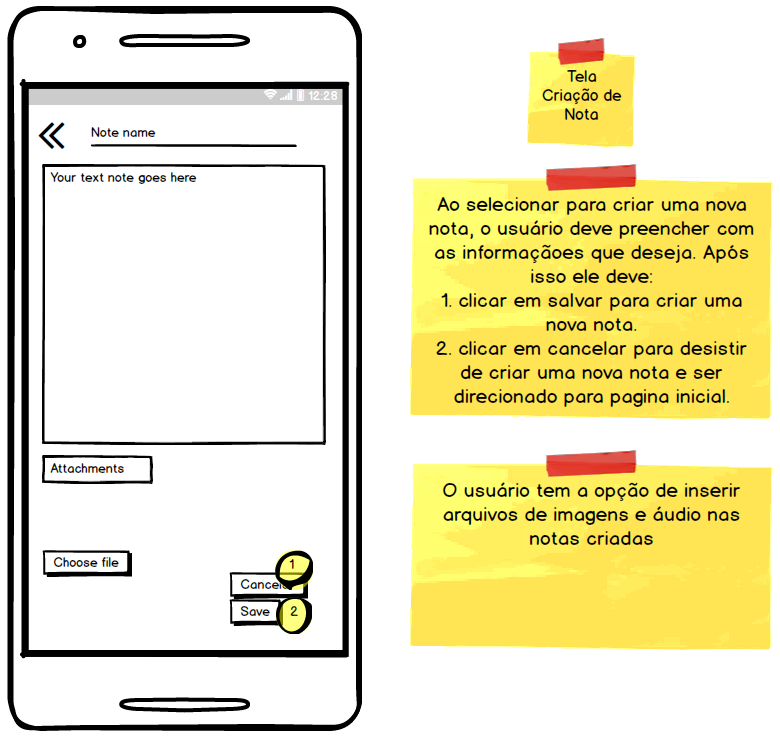 12:28
Note name
Your text note goes here
Attachments
Choose file
1
Cancel
Save
2
Tela
Criação de
Nota
Ao selecionar para criar uma nova
nota, o usuário deve preencher com
as informaçãoes que deseja. Após
isso ele deve:
1. clicar em salvar para criar uma
nova nota.
2. clicar em cancelar para desistir
de criar uma nova nota e ser
direcionado para pagina inicial.
O usuário tem a opção de inserir
arquivos de imagens e áudio nas
notas criadas